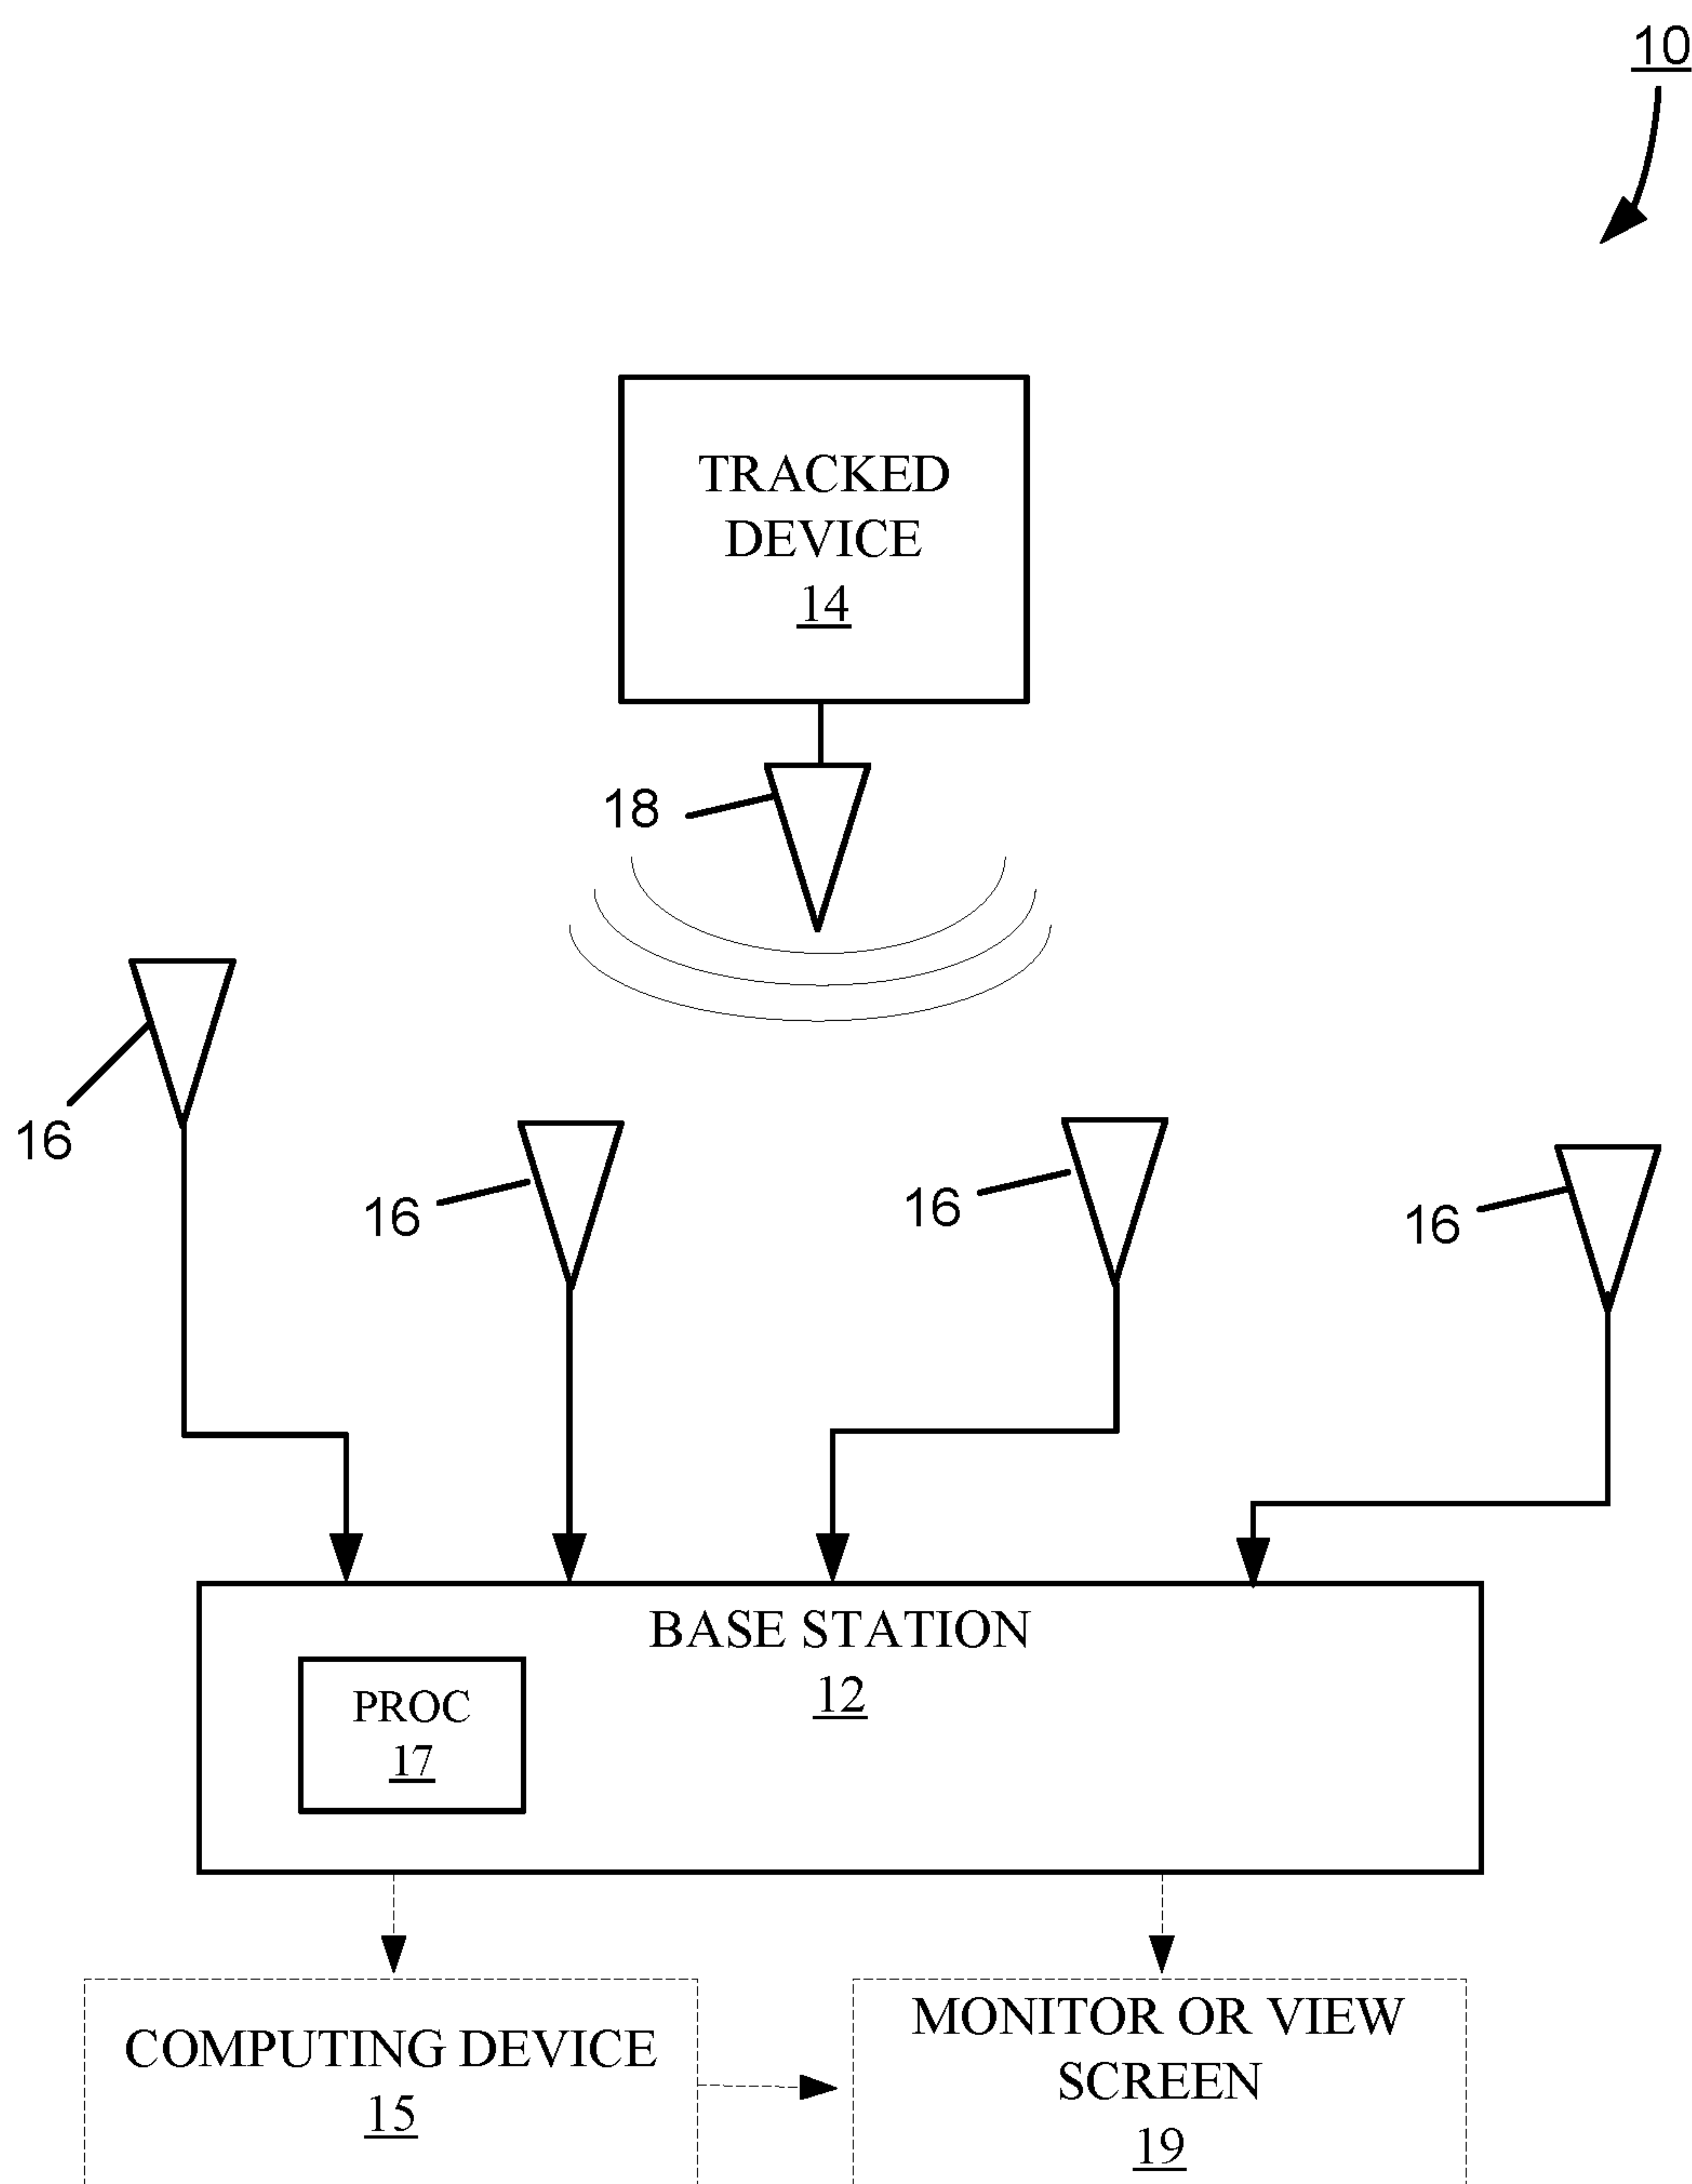 10
TRACKED
DEVICE
14
18
16
16
16
16
BASE STATION
12
PROC
17
COMPUTING DEVICE
15
MONITOR OR VIEW
SCREEN
19